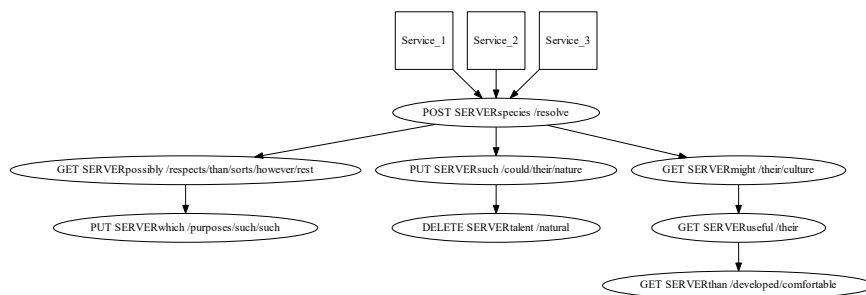 Service_1
Service_2
Service_3
POST SERVERspecies /resolve
GET SERVERpossibly /respects/than/sorts/however/rest
PUT SERVERsuch /could/their/nature
GET SERVERmight /their/culture
PUT SERVERwhich /purposes/such/such
DELETE SERVERtalent /natural
GET SERVERuseful /their
GET SERVERthan /developed/comfortable